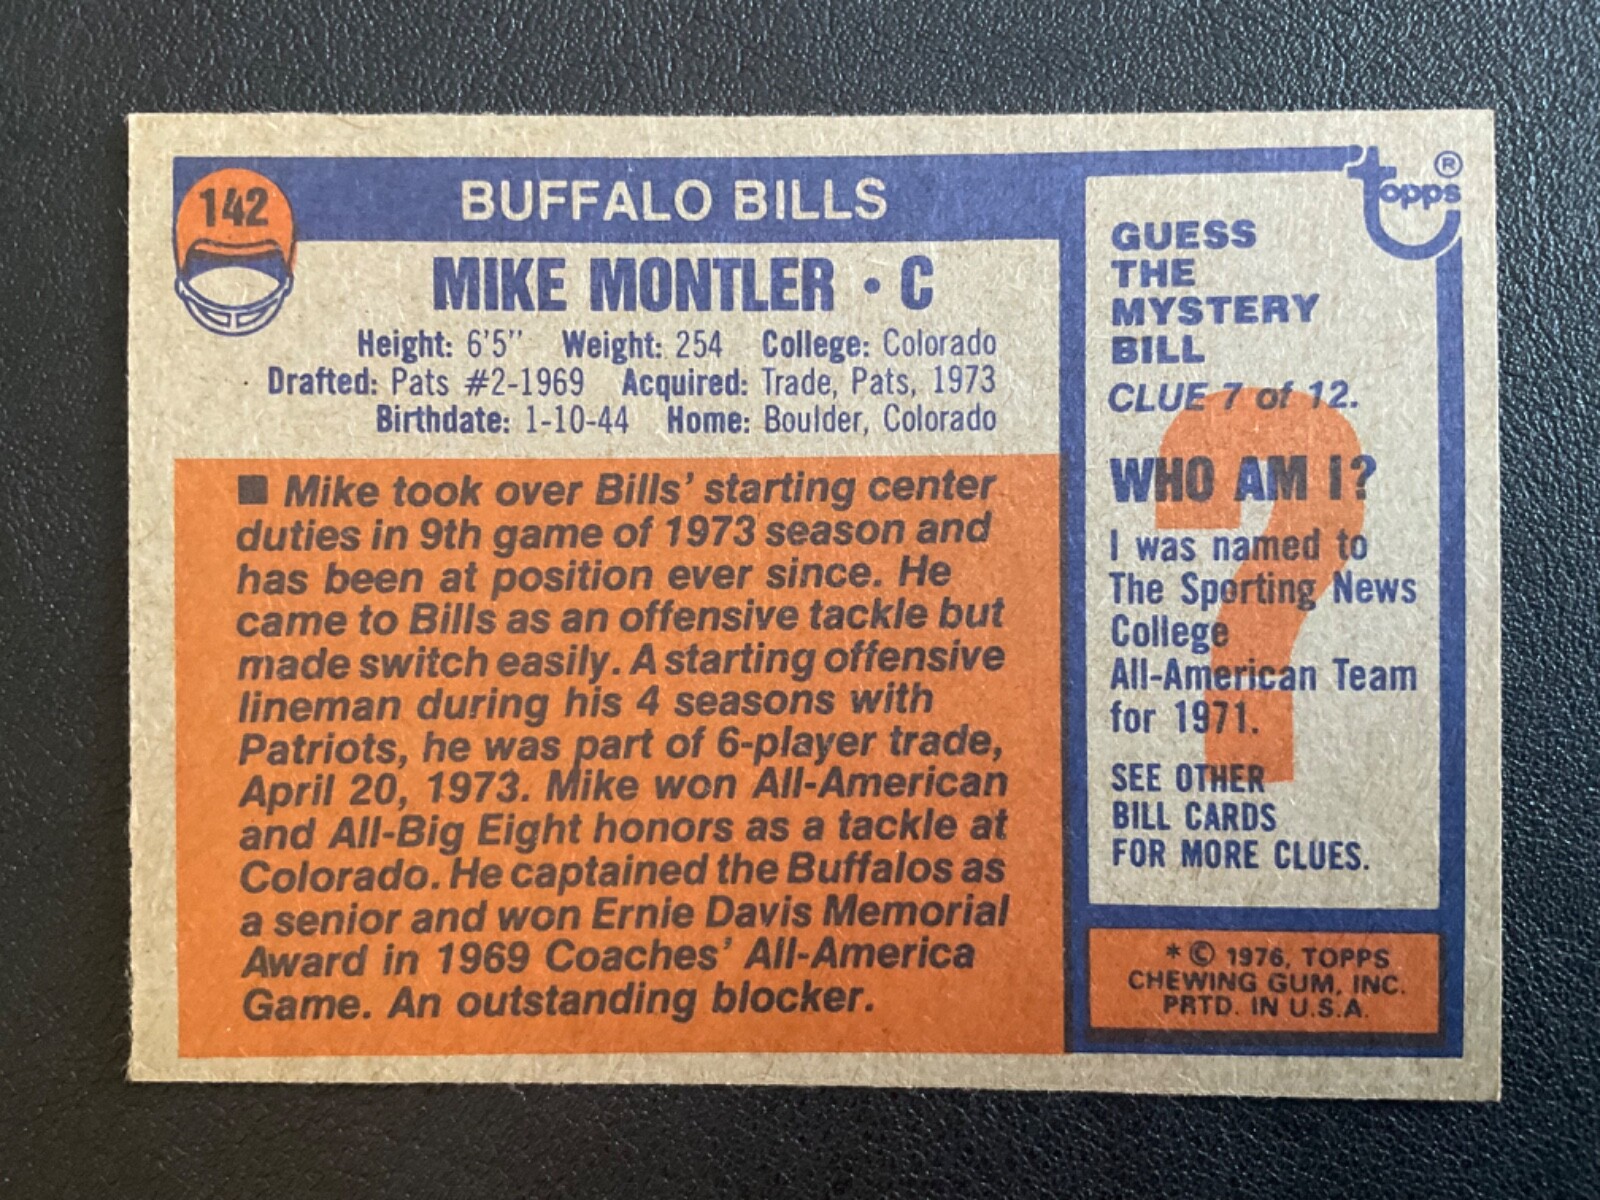 142
BUFFALO BILLS
MIKE MONTLER • C
Height: 6'5" Weight: 254 College: Colorado
Drafted: Pats #2-1969 Acquired: Trade, Pats, 1973
Birthdate: 1-10-44 Home: Boulder, Colorado
■ Mike took over Bills' starting center
duties in 9th game of 1973 season and
has been at position ever since. He
came to Bills as an offensive tackle but
made switch easily. A starting offensive
lineman during his 4 seasons with
Patriots, he was part of 6-player trade,
April 20, 1973. Mike won All-American
and All-Big Eight honors as a tackle at
Colorado. He captained the Buffalos as
a senior and won Ernie Davis Memorial
Award in 1969 Coaches' All-America
Game. An outstanding blocker.
topps ®
GUESS
THE
MYSTERY
BILL
CLUE 7 of 12.
?
WHO AM I?
I was named to
The Sporting News
College
All-American Team
for 1971.
SEE OTHER
BILL CARDS
FOR MORE CLUES.
* © 1976, TOPPS
CHEWING GUM, INC.
PRTD. IN U.S.A.